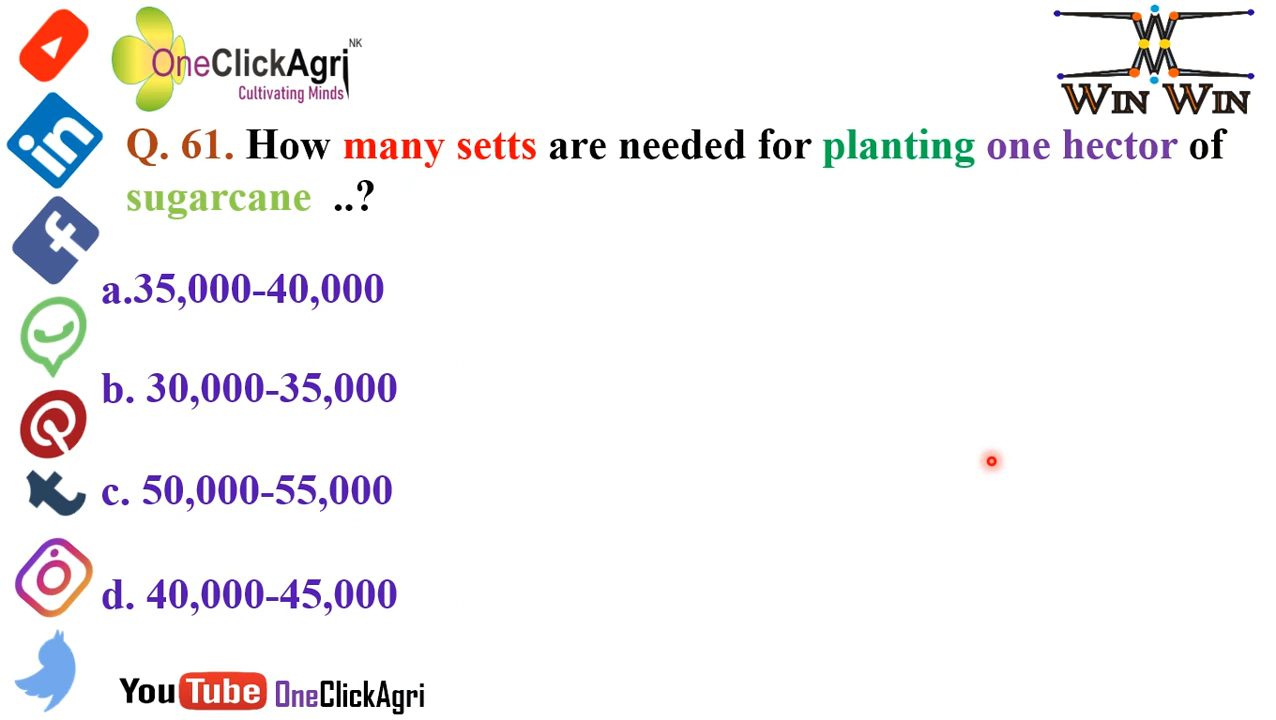 OneClickAgri NK
Cultivating Minds
WIN WIN
Q. 61. How many setts are needed for planting one hector of
sugarcane ..?
a.35,000-40,000
b. 30,000-35,000
c. 50,000-55,000
d. 40,000-45,000
YouTube OneClickAgri